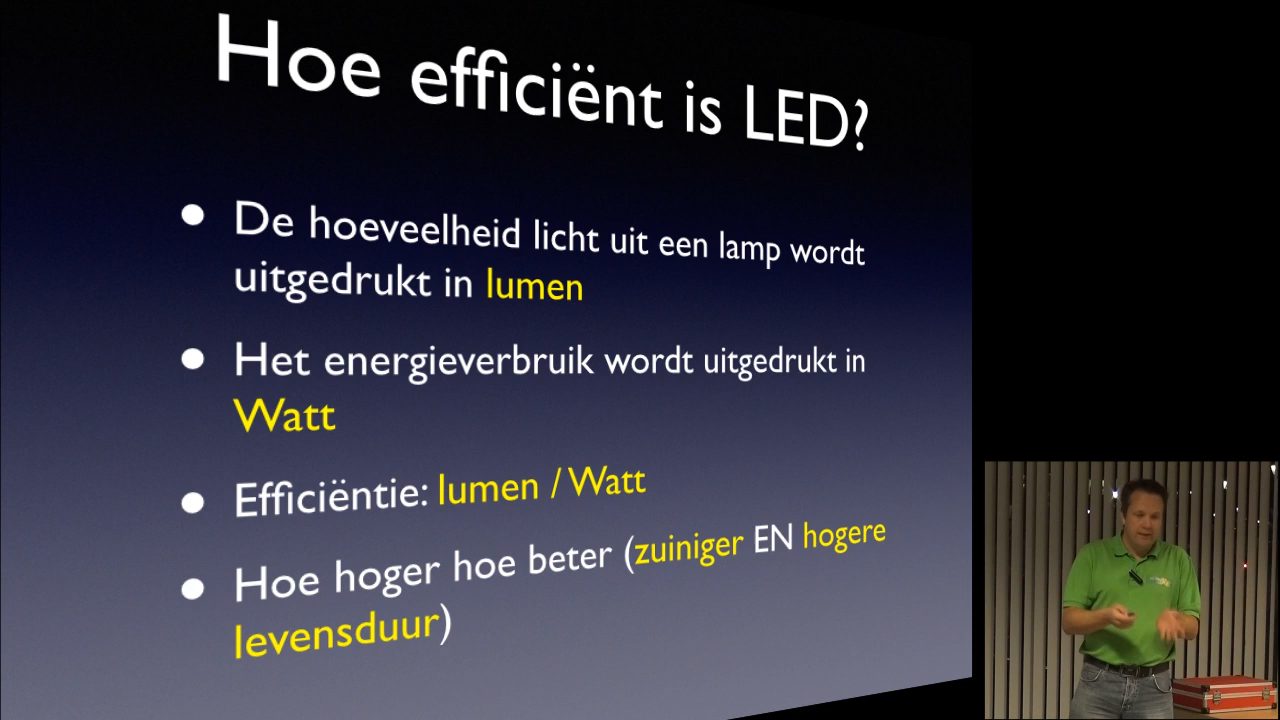 Hoe efficiënt is LED?
• De hoeveelheid licht uit een lamp wordt
uitgedrukt in lumen
• Het energieverbruik wordt uitgedrukt in
Watt
• Efficiëntie: lumen / Watt
• Hoe hoger hoe beter (zuiniger EN hogere
levensduur)